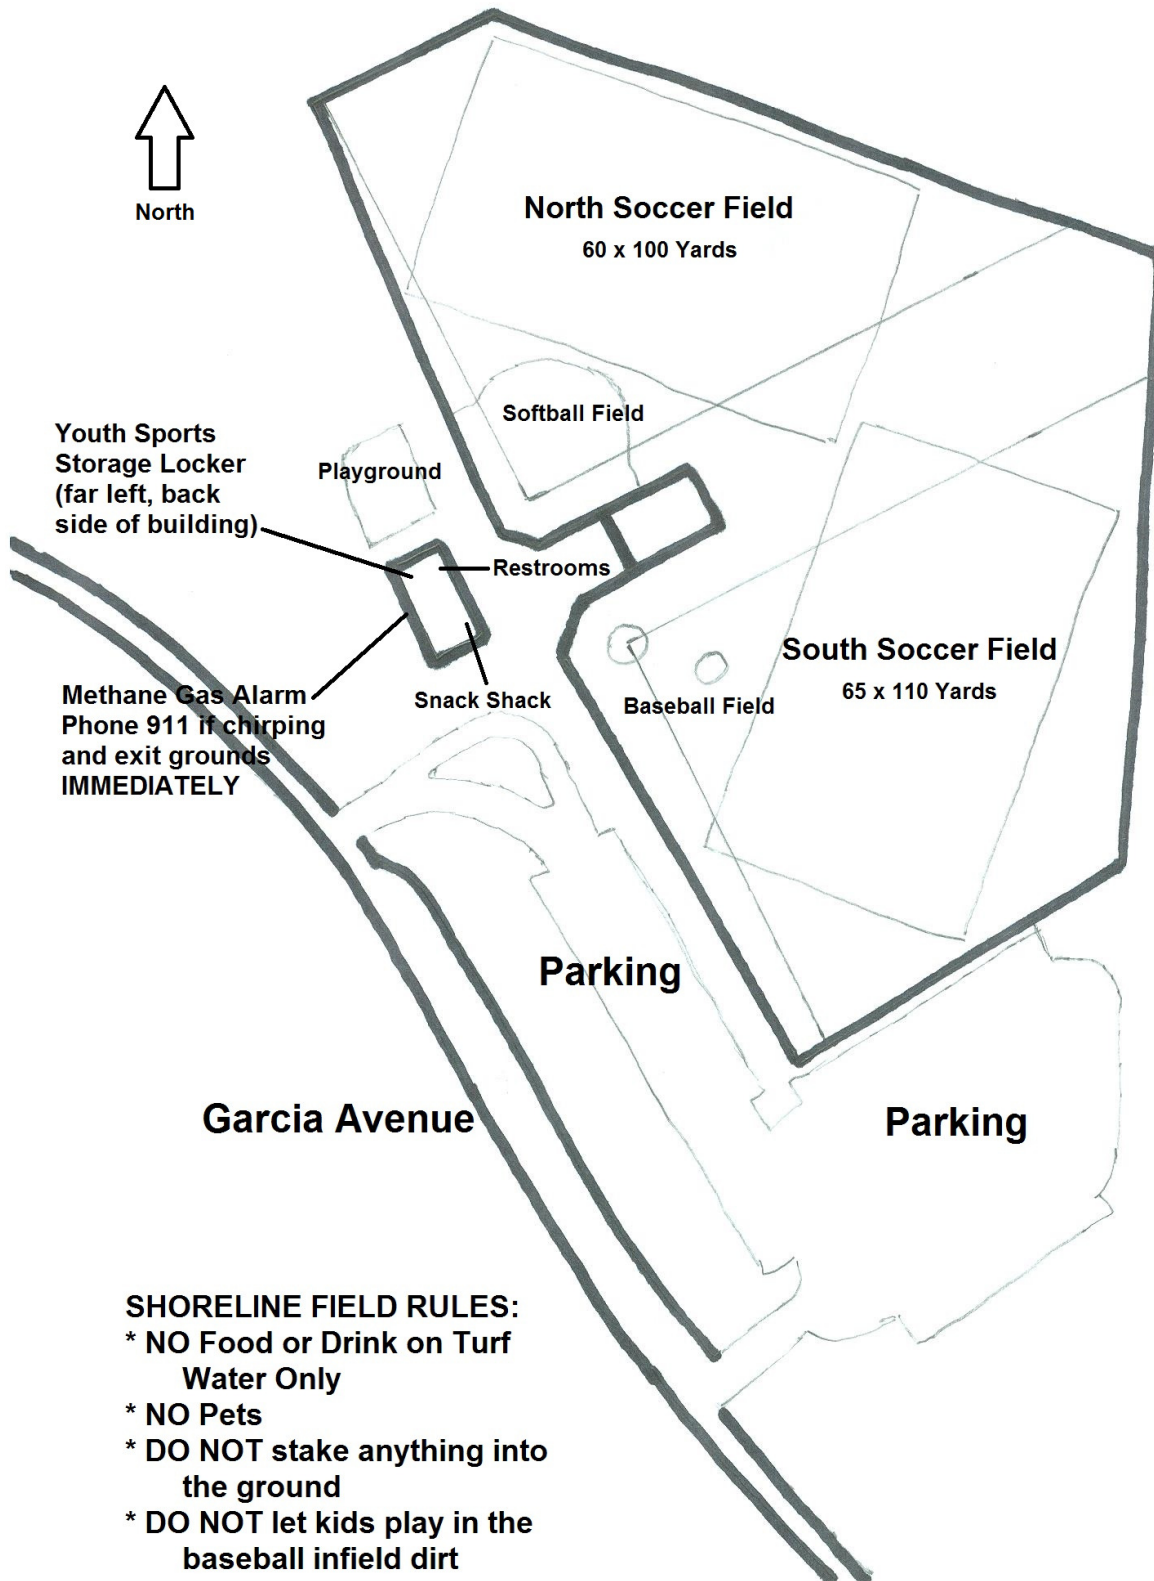 North
North Soccer Field
60 x 100 Yards
Softball Field
Youth Sports
Storage Locker
(far left, back
side of building)
Playground
Restrooms
South Soccer Field
65 x 110 Yards
Methane Gas Alarm
Phone 911 if chirping
and exit grounds
IMMEDIATELY
Snack Shack
Baseball Field
Parking
Garcia Avenue
Parking
SHORELINE FIELD RULES:
* NO Food or Drink on Turf
Water Only
* NO Pets
* DO NOT stake anything into
the ground
* DO NOT let kids play in the
baseball infield dirt